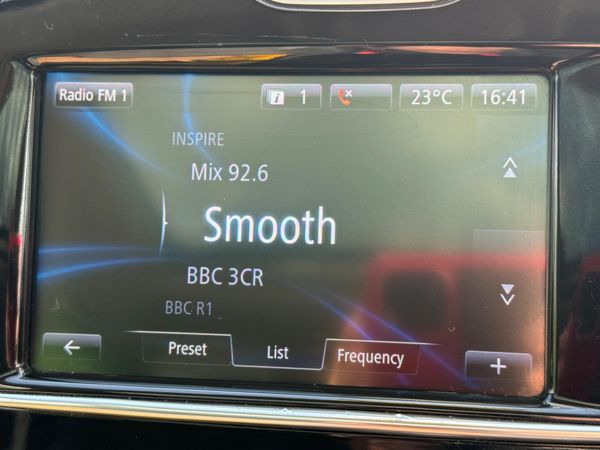 Radio FM 1
1
23°C
16:41
INSPIRE
Mix 92.6
Smooth
BBC 3CR
BBC R1
Preset
List
Frequency